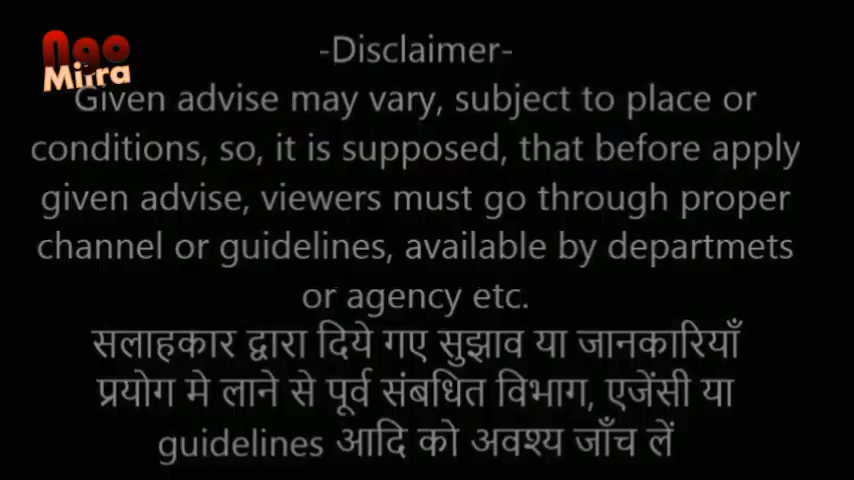 Ngo
Mitra
-Disclaimer-
Given advise may vary, subject to place or
conditions, so, it is supposed, that before apply
given advise, viewers must go through proper
channel or guidelines, available by departmets
or agency etc.
सलाहकार द्वारा दिये गए सुझाव या जानकारियाँ
प्रयोग मे लाने से पूर्व संबधित विभाग, एजेंसी या
guidelines आदि को अवश्य जाँच लें